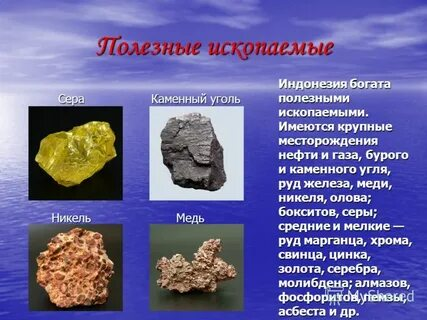 Полезные ископаемые
Сера
Каменный уголь
Никель
Медь
Индонезия богата
полезными
ископаемыми.
Имеются крупные
месторождения
нефти и газа, бурого
и каменного угля,
руд железа, меди,
никеля, олова;
бокситов, серы;
средние и мелкие —
руд марганца, хрома,
свинца, цинка,
золота, серебра,
молибдена; алмазов,
фосфоритов, пемзы,
асбеста и др.
MyShared